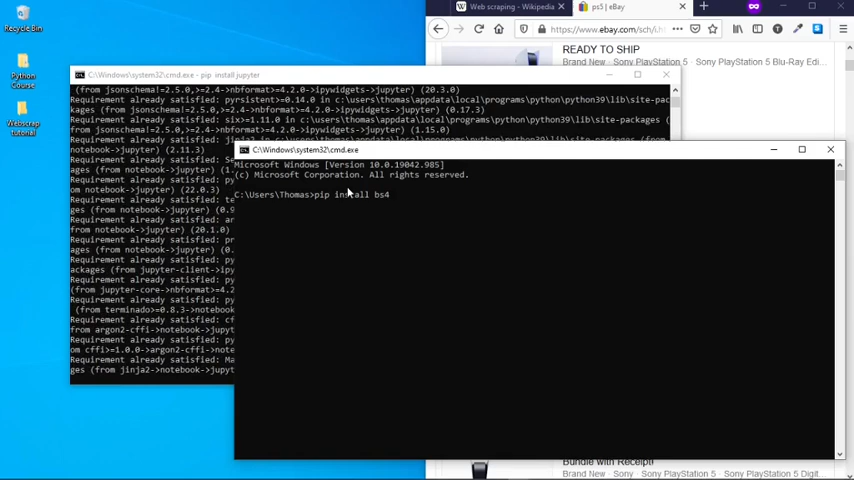 Recycle Bin
Python
Course
Webscrap
tutorial
Web scraping - Wikipedia
ps5 | eBay
https://www.ebay.com/sch/i.h
READY TO SHIP
Brand New · Sony PlayStation 5 · Sony PlayStation 5 Blu-Ray Edi...
C:\Windows\system32\cmd.exe - pip install jupyter
(from jsonschema!=2.5.0,>=2.4->nbformat>=4.2.0->ipywidgets->jupyter) (20.3.0)
Requirement already satisfied: pyrsistent>=0.14.0 in c:\users\thomas\appdata\local\programs\python\python39\lib\site-pac
kages (from jsonschema!=2.5.0,>=2.4->nbformat>=4.2.0->ipywidgets->jupyter) (0.17.3)
Requirement already satisfied: six>=1.11.0 in c:\users\thomas\appdata\local\programs\python\python39\lib\site-packages (
from jsonschema!=2.5.0,>=2.4->nbformat>=4.2.0->ipywidgets->jupyter) (1.15.0)
Requirement already satisfied:
ages (from notebook->jupyter)
Requirement already satisfied: Se
s (from notebook->jupyter) (1.
Requirement already satisfied: py
om notebook->jupyter) (22.0.3)
Requirement already satisfied: te
m notebook->jupyter) (0.9
Requirement already satisfied: ar
from notebook->jupyter) (20.1.0)
Requirement already satisfied: pr
ages (from notebook->jupyter) (0.
Requirement already satisfied: py
ackages (from jupyter-client->ipy
Requirement already satisfied: py
(from jupyter-core->nbformat>=4.2
Requirement already satisfied: py
(from terminado>=0.8.3->notebook
Requirement already satisfied: cf
from argon2-cffi->notebook->jupyt
Requirement already satisfied: py
om cffi>=1.0.0->argon2-cffi->note
Requirement already satisfied: Ma
ges (from jinja2->notebook->jupyt
C:\Windows\system32\cmd.exe
Microsoft Windows [Version 10.0.19042.985]
(c) Microsoft Corporation. All rights reserved.
C:\Users\Thomas>pip install bs4
Bundle with Receipt!
Brand New · Sony PlayStation 5 · Sony PlayStation 5 Digit...